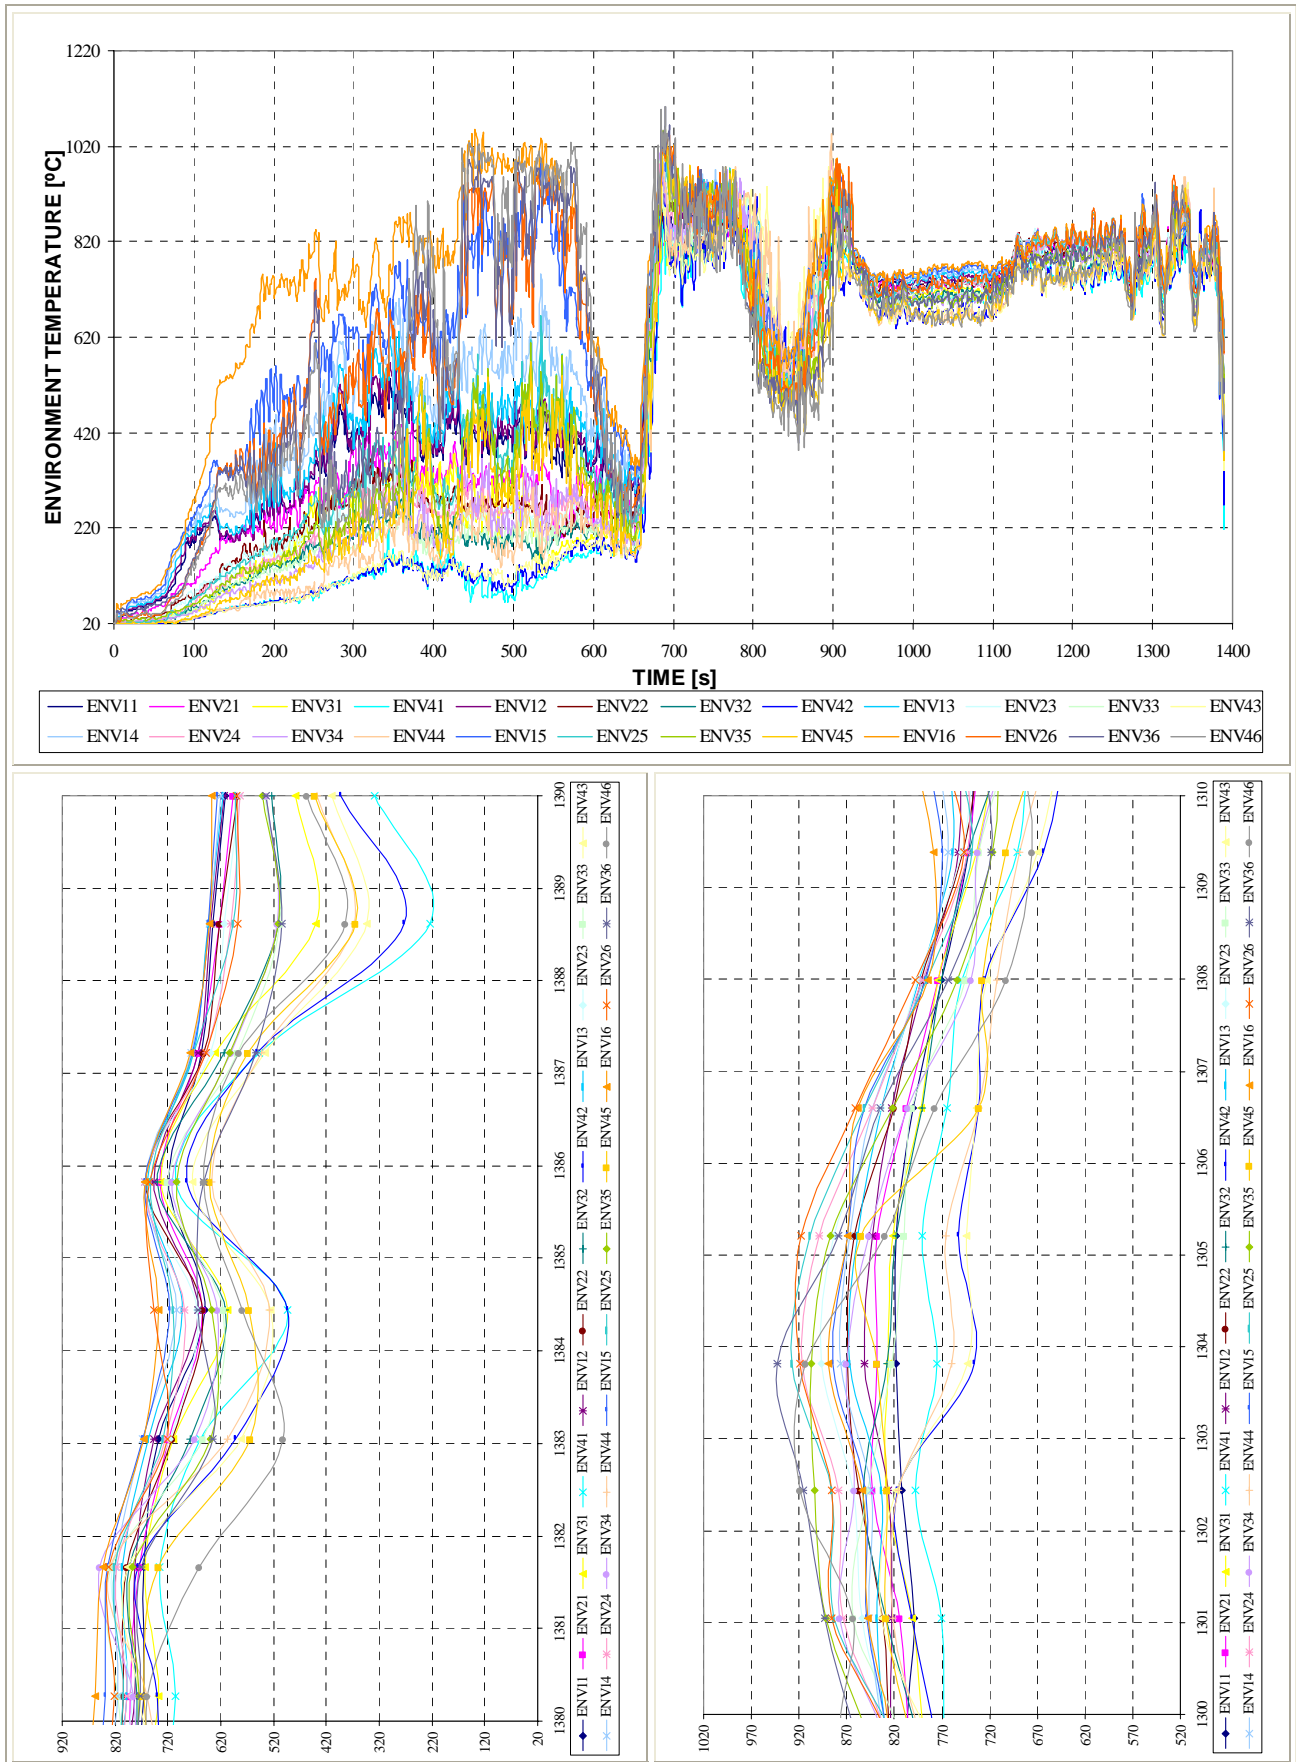 1220
1020
820
620
420
220
20
ENVIRONMENT TEMPERATURE [ºC]
0 100 200 300 400 500 600 700 800 900 1000 1100 1200 1300 1400
TIME [s]
ENV11 ENV21 ENV31 ENV41 ENV12 ENV22 ENV32 ENV42 ENV13 ENV23 ENV33 ENV43
ENV14 ENV24 ENV34 ENV44 ENV15 ENV25 ENV35 ENV45 ENV16 ENV26 ENV36 ENV46
920
820
720
620
520
420
320
220
120
20
1380 1381 1382 1383 1384 1385 1386 1387 1388 1389 1390
ENV11 ENV21 ENV31 ENV41 ENV12 ENV22 ENV32 ENV42 ENV13 ENV23 ENV33 ENV43
ENV14 ENV24 ENV34 ENV44 ENV15 ENV25 ENV35 ENV45 ENV16 ENV26 ENV36 ENV46
1020
970
920
870
820
770
720
670
620
570
520
1300 1301 1302 1303 1304 1305 1306 1307 1308 1309 1310
ENV11 ENV21 ENV31 ENV41 ENV12 ENV22 ENV32 ENV42 ENV13 ENV23 ENV33 ENV43
ENV14 ENV24 ENV34 ENV44 ENV15 ENV25 ENV35 ENV45 ENV16 ENV26 ENV36 ENV46